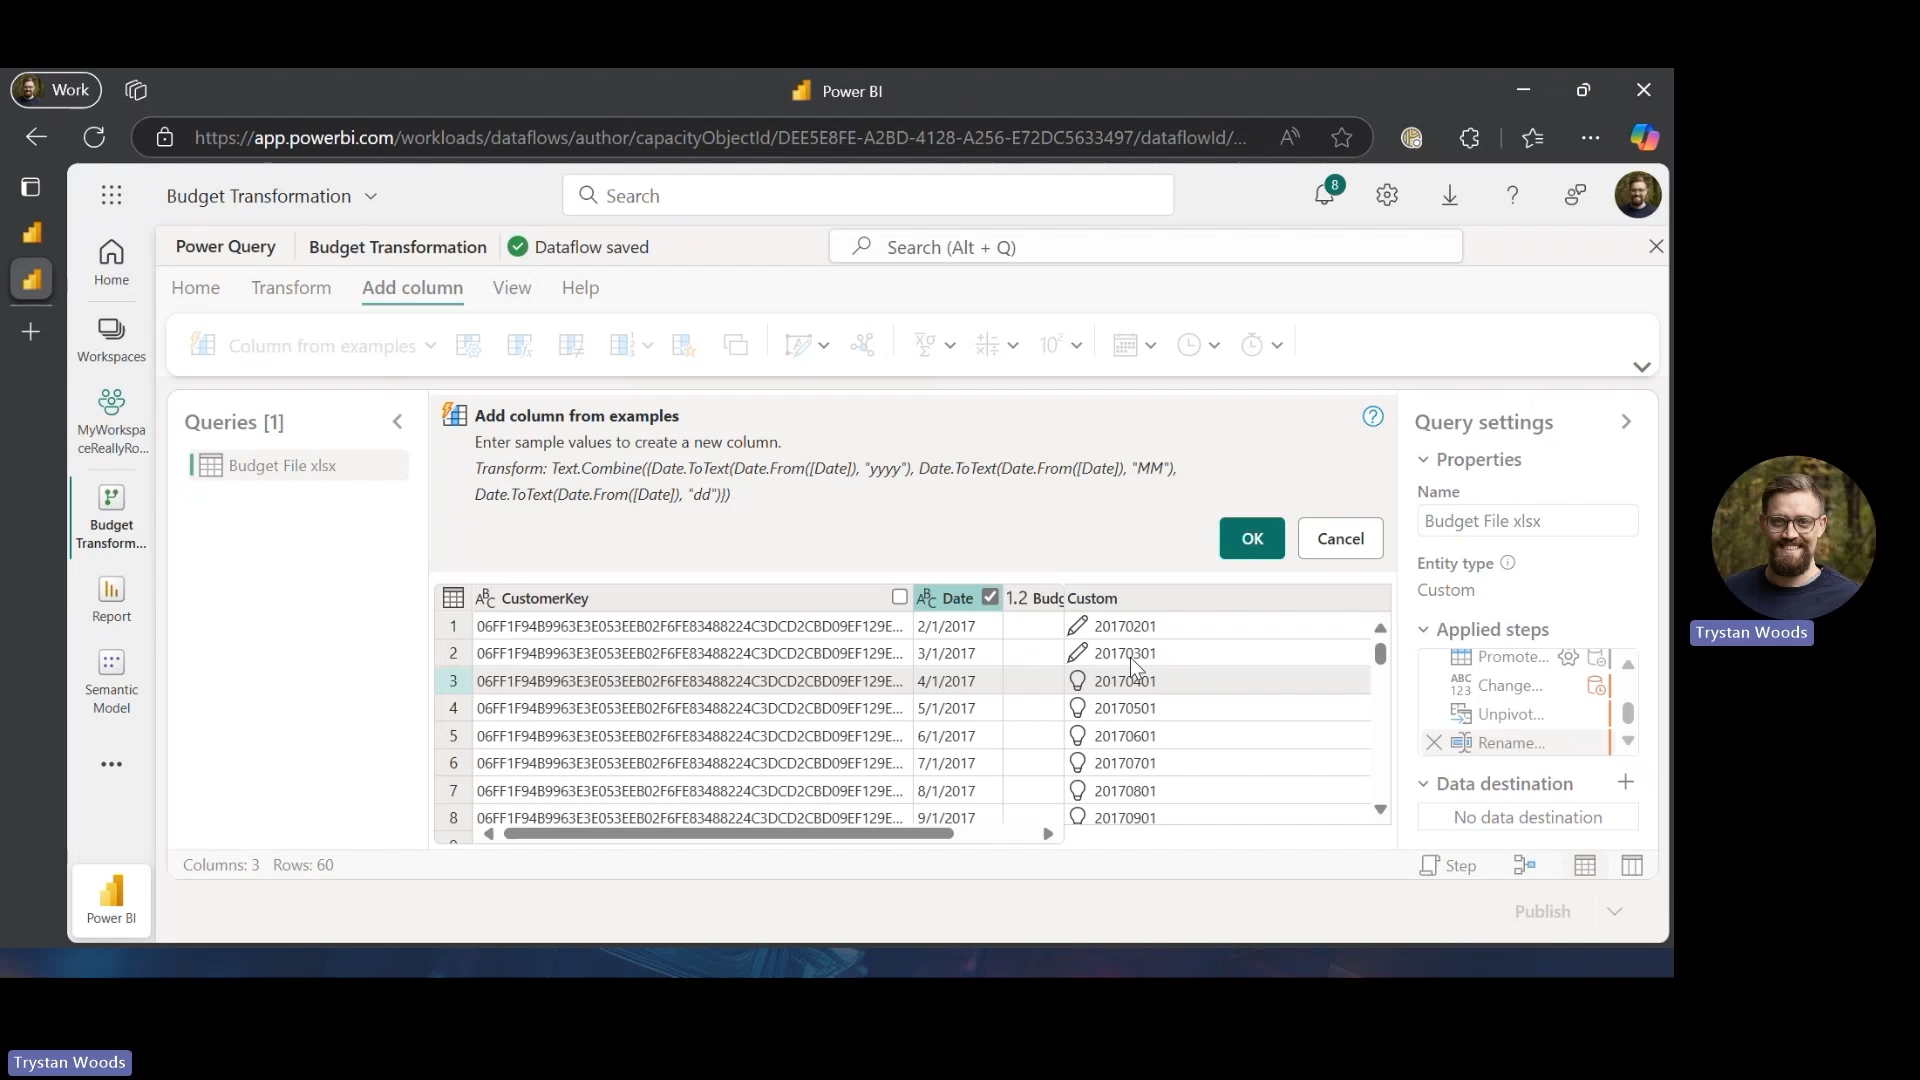 Work
Power BI
https://app.powerbi.com/workloads/dataflows/author/capacityObjectId/DEE5E8FE-A2BD-4128-A256-E72DC5633497/dataflowId/...
Budget Transformation
Search
8
Power Query
Budget Transformation
Dataflow saved
Search (Alt + Q)
Home
Transform
Add column
View
Help
Column from examples
Home
Workspaces
MyWorkspa
ceReallyRo...
Budget
Transform...
Report
Semantic
Model
Power BI
Queries [1]
Budget File xlsx
Add column from examples
Enter sample values to create a new column.
Transform: Text.Combine({Date.ToText(Date.From([Date]), "yyyy"), Date.ToText(Date.From([Date]), "MM"),
Date.ToText(Date.From([Date]), "dd")})
OK
Cancel
CustomerKey
Date
1.2 Budg
Custom
1 06FF1F94B9963E3E053EEB02F6FE83488224C3DCD2CBD09EF129E... 2/1/2017 20170201
2 06FF1F94B9963E3E053EEB02F6FE83488224C3DCD2CBD09EF129E... 3/1/2017 20170301
3 06FF1F94B9963E3E053EEB02F6FE83488224C3DCD2CBD09EF129E... 4/1/2017 20170401
4 06FF1F94B9963E3E053EEB02F6FE83488224C3DCD2CBD09EF129E... 5/1/2017 20170501
5 06FF1F94B9963E3E053EEB02F6FE83488224C3DCD2CBD09EF129E... 6/1/2017 20170601
6 06FF1F94B9963E3E053EEB02F6FE83488224C3DCD2CBD09EF129E... 7/1/2017 20170701
7 06FF1F94B9963E3E053EEB02F6FE83488224C3DCD2CBD09EF129E... 8/1/2017 20170801
8 06FF1F94B9963E3E053EEB02F6FE83488224C3DCD2CBD09EF129E... 9/1/2017 20170901
Columns: 3 Rows: 60
Query settings
Properties
Name
Budget File xlsx
Entity type
Custom
Applied steps
Promote...
Change...
Unpivot...
Rename...
Data destination
No data destination
Step
Publish
Trystan Woods
Trystan Woods